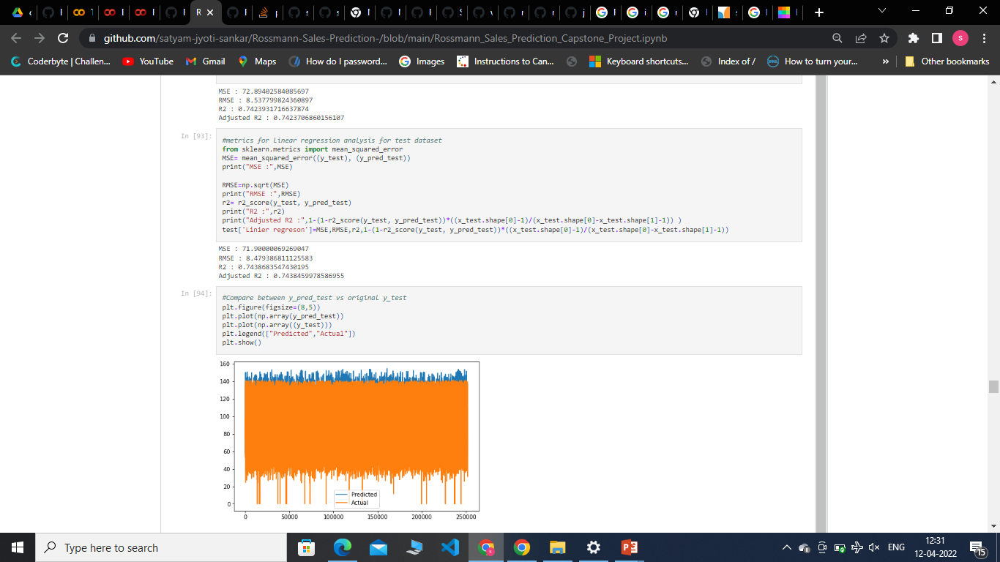 github.com/satyam-jyoti-sankar/Rossmann-Sales-Prediction-/blob/main/Rossmann_Sales_Prediction_Capstone_Project.ipynb
Coderbyte | Challen... YouTube Gmail Maps How do I password... Images Instructions to Can... Keyboard shortcuts... Index of / How to turn your... » Other bookmarks
MSE : 72.89402584085697
RMSE : 8.537799824360897
R2 : 0.7423931716637874
Adjusted R2 : 0.7423706860156107
In [93]:
#metrics for Linear regression analysis for test dataset
from sklearn.metrics import mean_squared_error
MSE= mean_squared_error((y_test), (y_pred_test))
print("MSE :",MSE)
RMSE=np.sqrt(MSE)
print("RMSE :",RMSE)
r2= r2_score(y_test, y_pred_test)
print("R2 :",r2)
print("Adjusted R2 :",1-(1-r2_score(y_test, y_pred_test))*((x_test.shape[0]-1)/(x_test.shape[0]-x_test.shape[1]-1)) )
test['Linier regreson']=MSE,RMSE,r2,1-(1-r2_score(y_test, y_pred_test))*((x_test.shape[0]-1)/(x_test.shape[0]-x_test.shape[1]-1))
MSE : 71.90000069269047
RMSE : 8.479386811125583
R2 : 0.7438683547430195
Adjusted R2 : 0.7438459978586955
In [94]:
#Compare between y_pred_test vs original y_test
plt.figure(figsize=(8,5))
plt.plot(np.array(y_pred_test))
plt.plot(np.array((y_test)))
plt.legend(["Predicted","Actual"])
plt.show()
160
140
120
100
80
60
40
20
0
Predicted
Actual
0 50000 100000 150000 200000 250000
Type here to search
ENG
12:31
12-04-2022
15